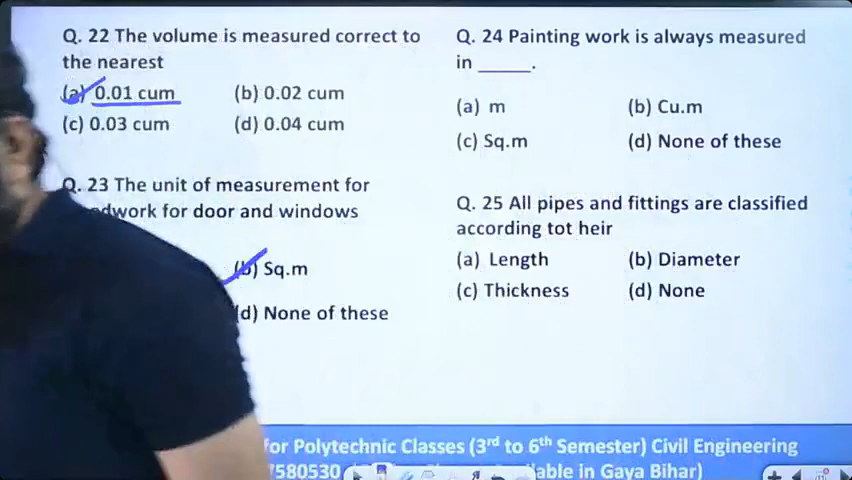 Q. 22 The volume is measured correct to
the nearest
(a) 0.01 cum (b) 0.02 cum
(c) 0.03 cum (d) 0.04 cum
Q. 23 The unit of measurement for
for door and windows
(b) Sq.m
(d) None of these
Q. 24 Painting work is always measured
in _____.
(a) m (b) Cu.m
(c) Sq.m (d) None of these
Q. 25 All pipes and fittings are classified
according tot heir
(a) Length (b) Diameter
(c) Thickness (d) None
for Polytechnic Classes (3rd to 6th Semester) Civil Engineering
7580530 in Gaya Bihar)